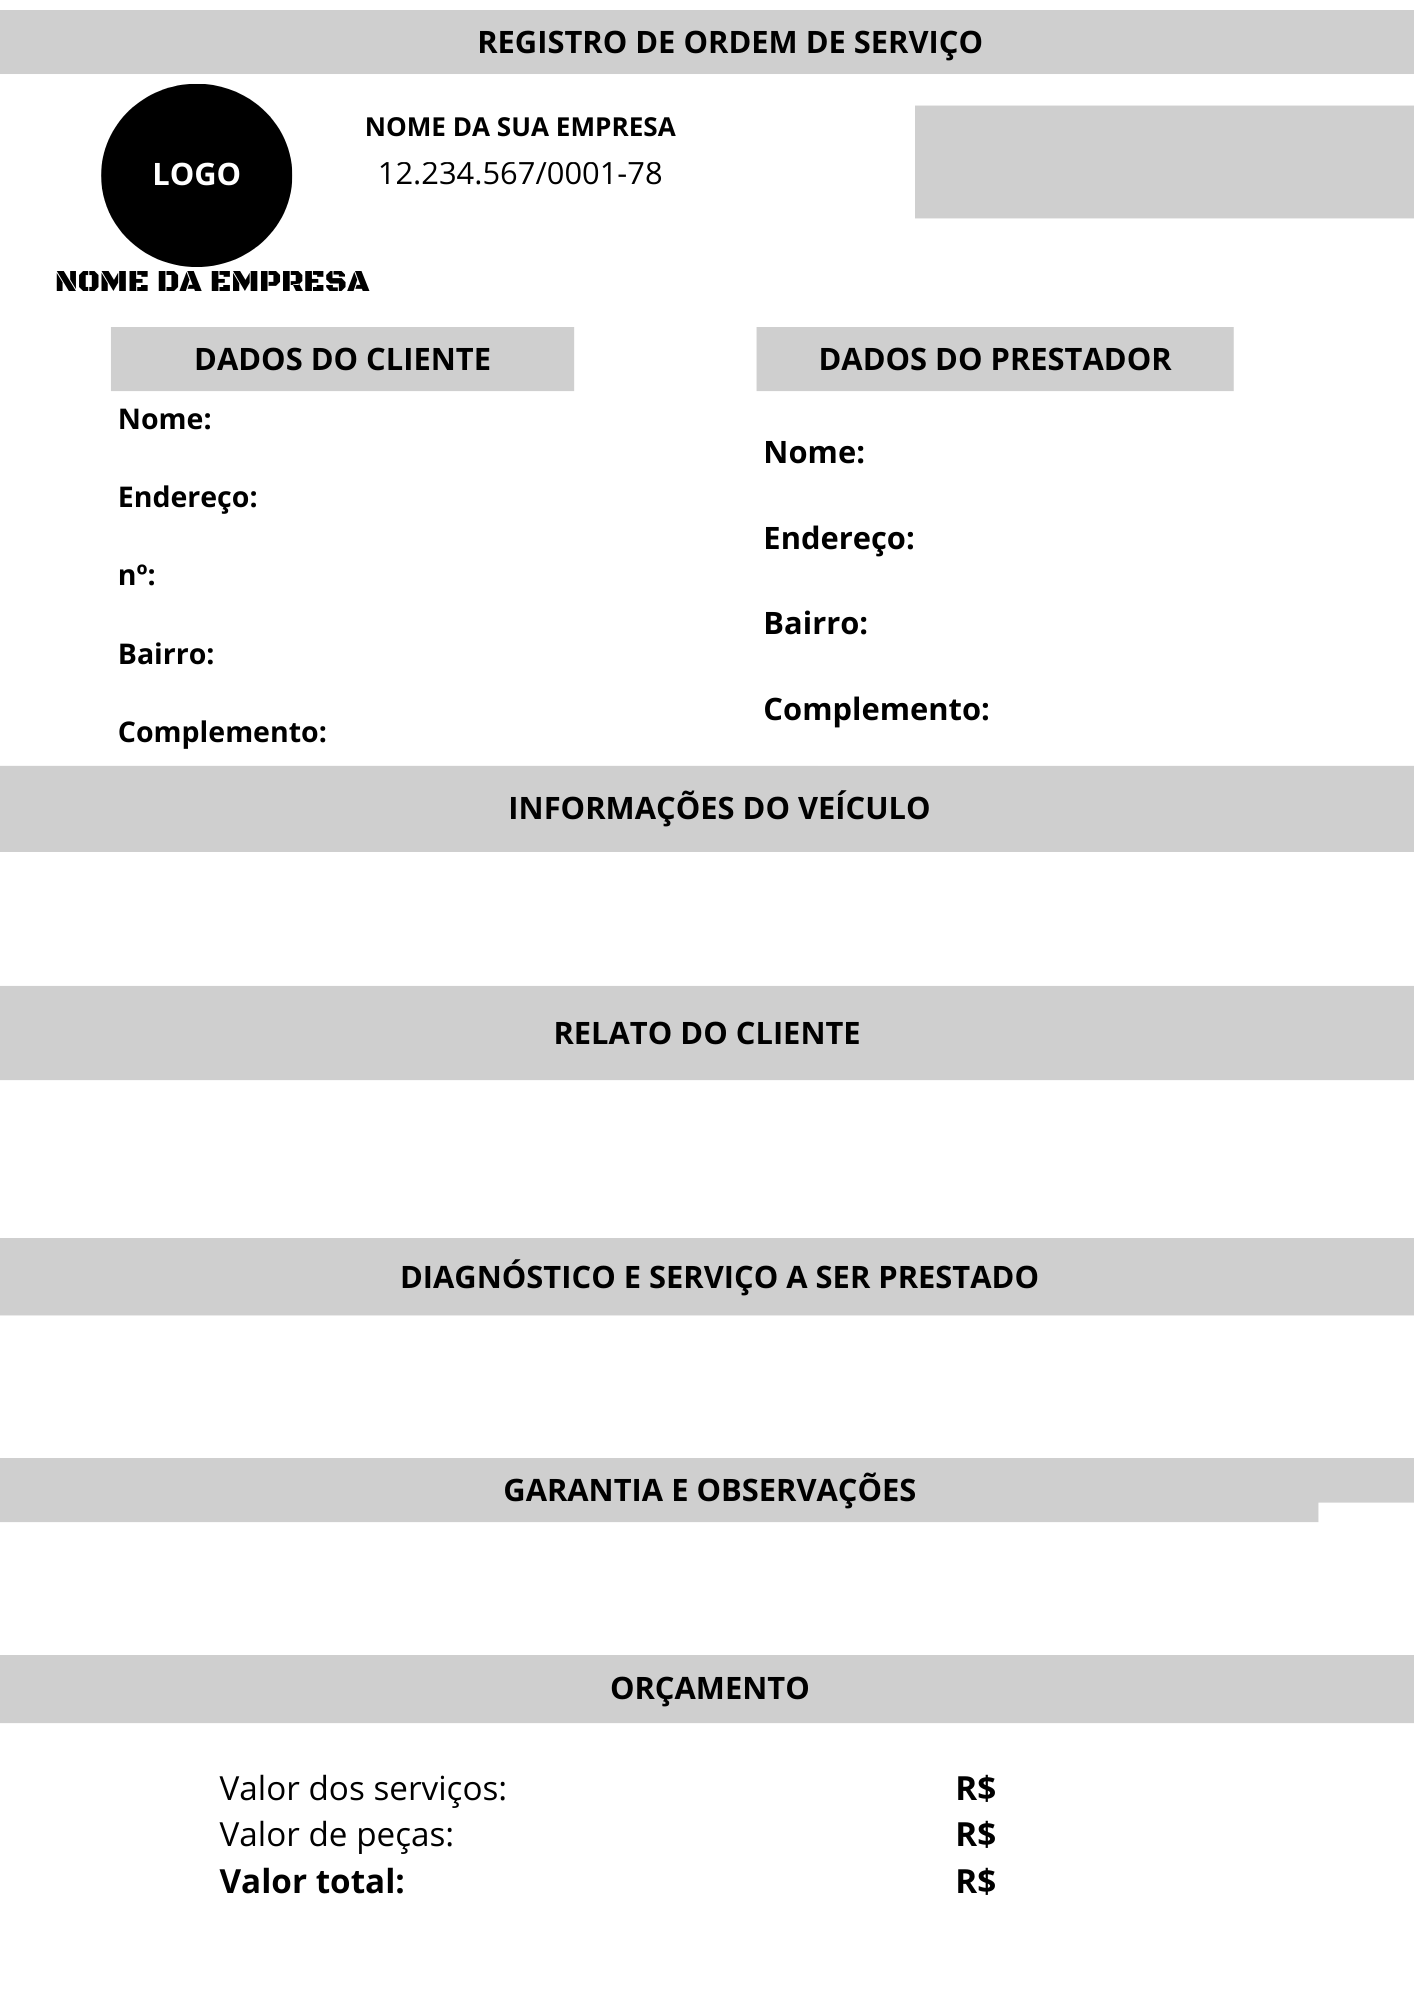 REGISTRO DE ORDEM DE SERVIÇO
LOGO
NOME DA EMPRESA
NOME DA SUA EMPRESA
12.234.567/0001-78
DADOS DO CLIENTE
Nome:
Endereço:
nº:
Bairro:
Complemento:
DADOS DO PRESTADOR
Nome:
Endereço:
Bairro:
Complemento:
INFORMAÇÕES DO VEÍCULO
RELATO DO CLIENTE
DIAGNÓSTICO E SERVIÇO A SER PRESTADO
GARANTIA E OBSERVAÇÕES
ORÇAMENTO
Valor dos serviços: R$
Valor de peças: R$
Valor total: R$